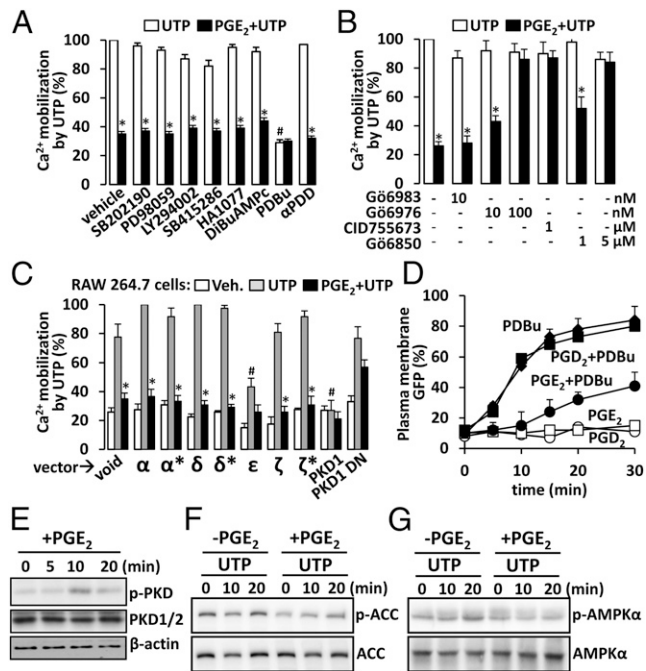 A
UTP PGE2+UTP
Ca2+ mobilization
by UTP (%)
100
80
60
40
20
0
* * * * * * # *
vehicle
SB202190
PD98059
LY294002
SB415286
HA1077
DiBuAMPc
PDBu
αPDD
B
UTP PGE2+UTP
Ca2+ mobilization
by UTP (%)
100
80
60
40
20
0
* * * *
Gö6983 - 10 - - - - - nM
Gö6976 - - 10 100 - - - nM
CID755673 - - - - 1 - - μM
Gö6850 - - - - - 1 5 μM
C
RAW 264.7 cells: Veh. UTP PGE2+UTP
Ca2+ mobilization
by UTP (%)
100
80
60
40
20
0
* * * * * # * * #
vector→ void α α* δ δ* ε ζ ζ* PKD1 PKD1 DN
D
Plasma membrane
GFP (%)
100
80
60
40
20
0
PDBu
PGD2+PDBu
PGE2+PDBu
PGE2
PGD2
0 10 20 30
time (min)
E
+PGE2
0 5 10 20 (min)
p-PKD
PKD1/2
β-actin
F
-PGE2 +PGE2
UTP UTP
0 10 20 0 10 20 (min)
p-ACC
ACC
G
-PGE2 +PGE2
UTP UTP
0 10 20 0 10 20 (min)
p-AMPKα
AMPKα